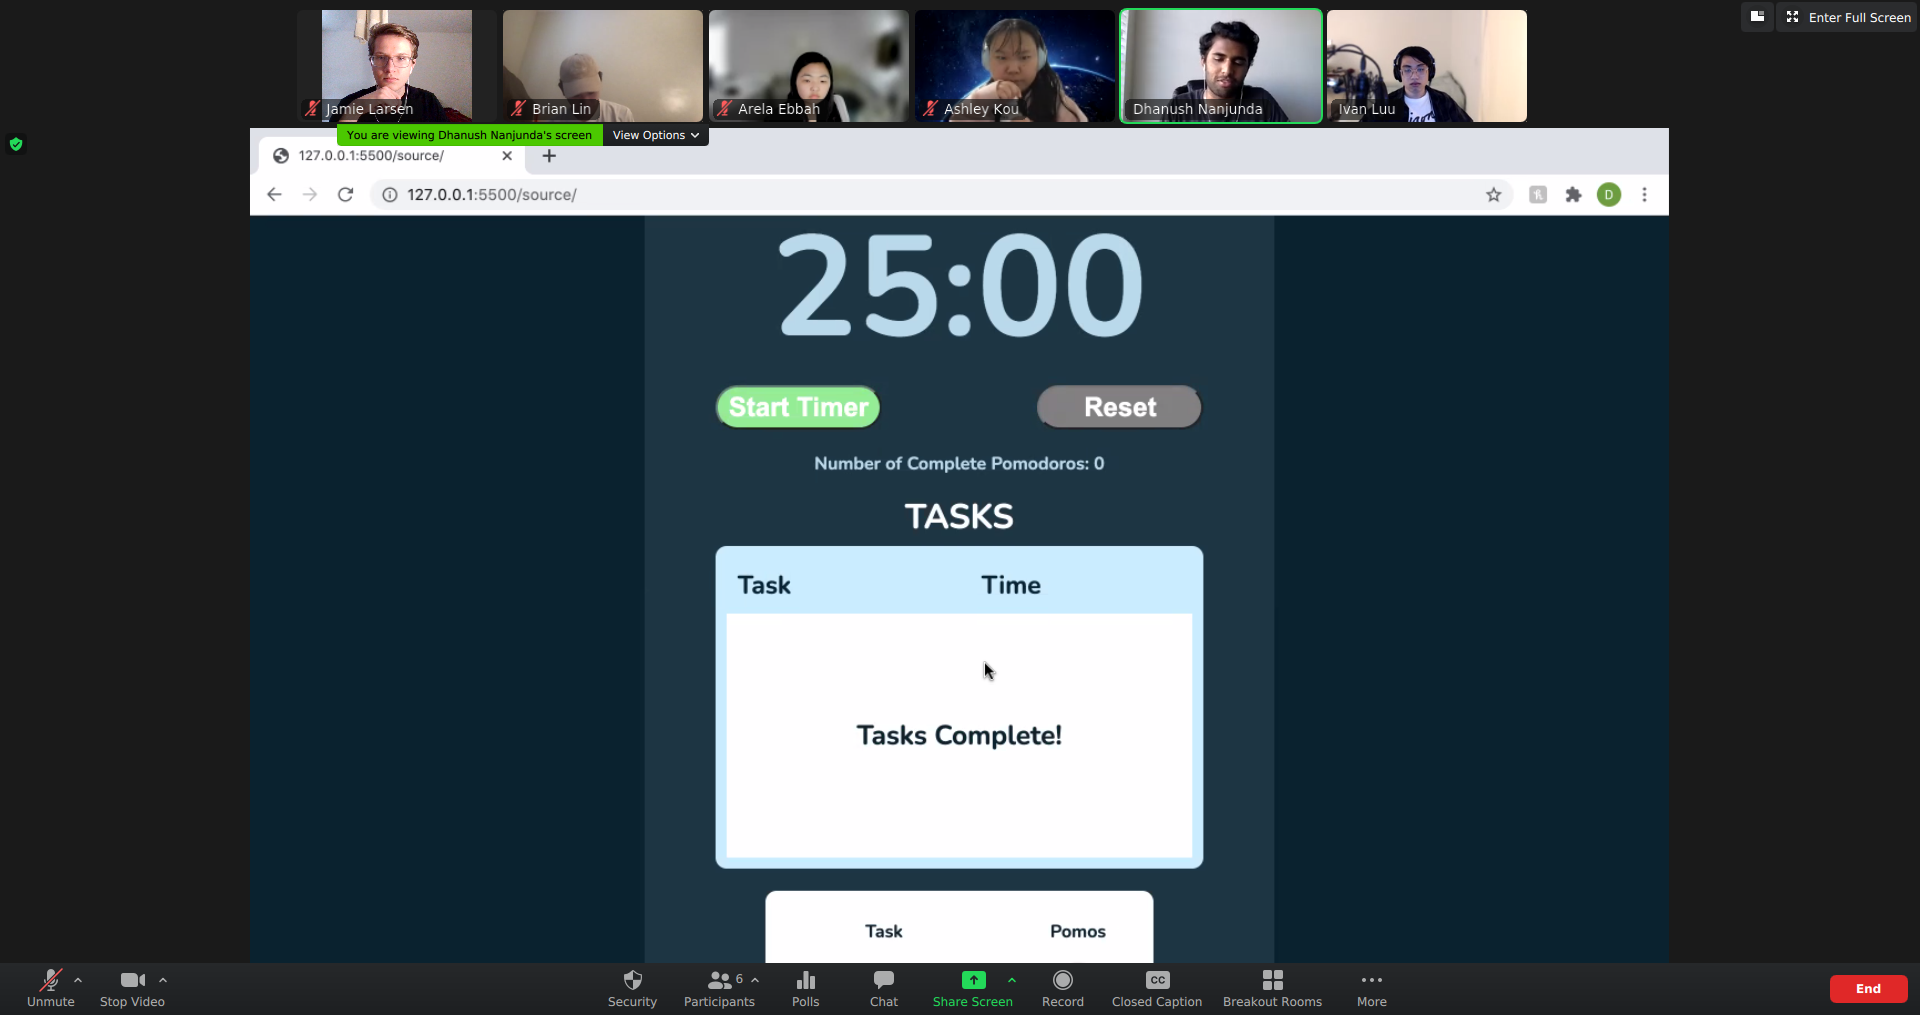 Enter Full Screen
Jamie Larsen
Brian Lin
Arela Ebbah
Ashley Kou
Dhanush Nanjunda
Ivan Luu
You are viewing Dhanush Nanjunda's screen
View Options
127.0.0.1:5500/source/
127.0.0.1:5500/source/
D
25:00
Start Timer
Reset
Number of Complete Pomodoros: 0
TASKS
Task Time
Tasks Complete!
Task Pomos
6
CC
Unmute
Stop Video
Security
Participants
Polls
Chat
Share Screen
Record
Closed Caption
Breakout Rooms
More
End